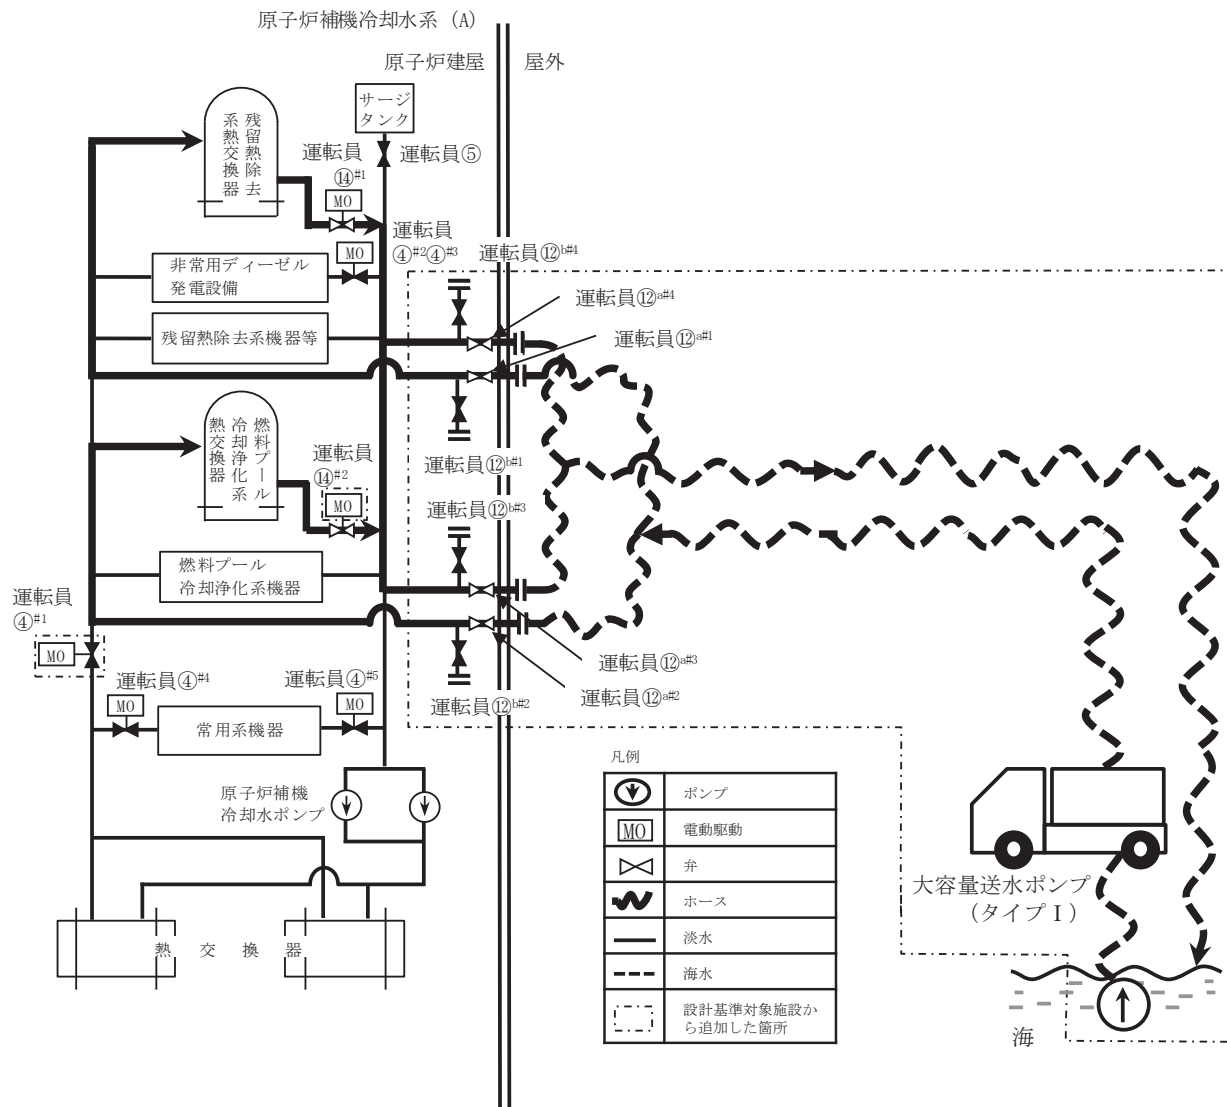 原子炉補機冷却水系 (A)
原子炉建屋
屋外
サージ
タンク
残留熱除去
系熱交換器
運転員
⑭#1
MO
運転員⑤
運転員
④#2④#3
運転員⑫b#4
運転員⑫a#4
運転員⑫a#1
MO
非常用ディーゼル
発電設備
残留熱除去系機器等
燃料プール
冷却浄化系
熱交換器
運転員
⑭#2
MO
運転員⑫b#1
運転員⑫b#3
燃料プール
冷却浄化系機器
運転員
④#1
MO
運転員⑫a#3
運転員⑫a#2
運転員⑫b#2
運転員④#4
MO
運転員④#5
MO
常用系機器
原子炉補機
冷却水ポンプ
熱交換器
凡例
ポンプ
MO 電動駆動
弁
ホース
淡水
海水
設計基準対象施設か
ら追加した箇所
大容量送水ポンプ
(タイプⅠ)
海